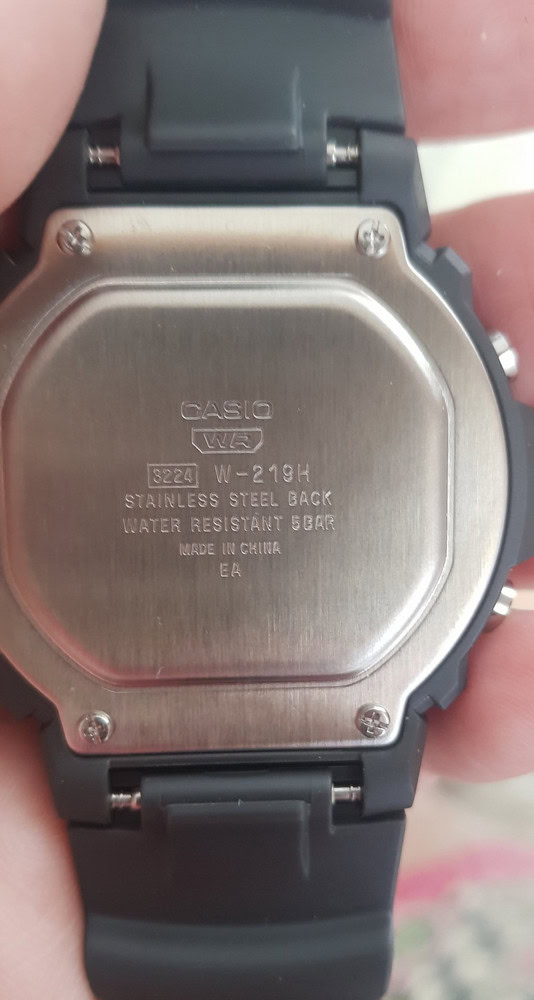 CASIO
WR
3224 W-219H
STAINLESS STEEL BACK
WATER RESISTANT 5BAR
MADE IN CHINA
EA